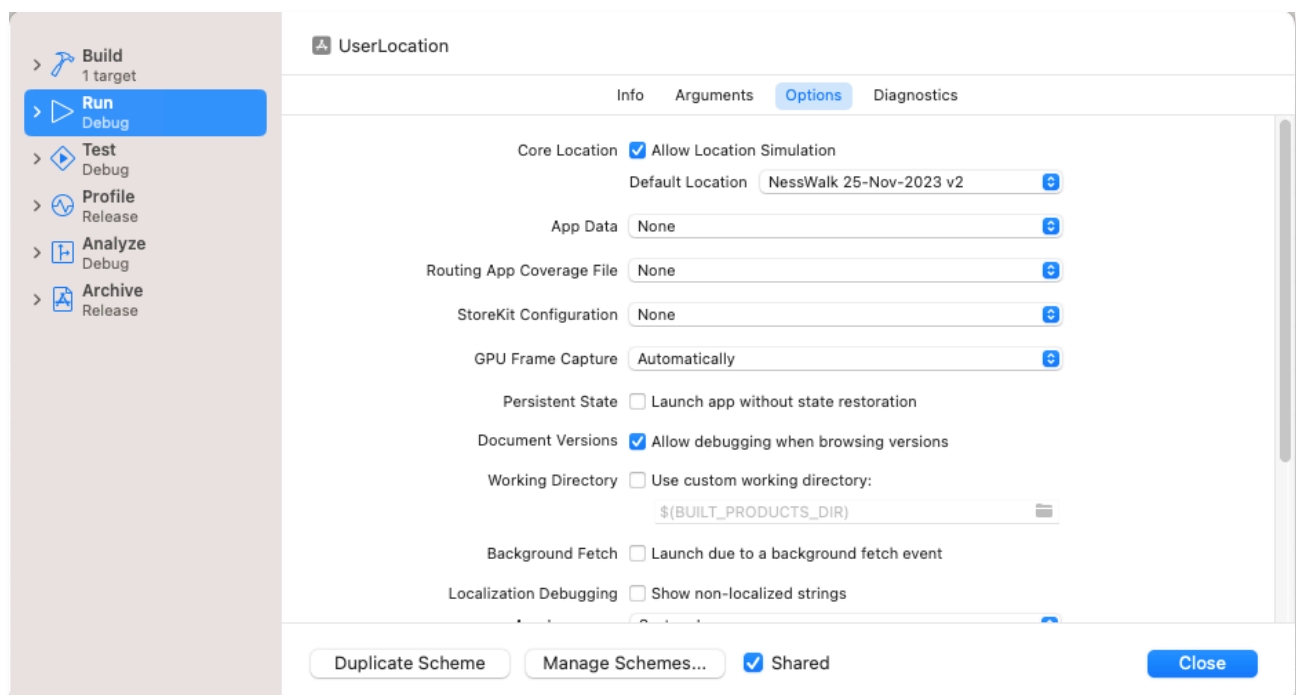 Build
1 target
Run
Debug
Test
Debug
Profile
Release
Analyze
Debug
Archive
Release
UserLocation
Info Arguments Options Diagnostics
Core Location Allow Location Simulation
Default Location NessWalk 25-Nov-2023 v2
App Data None
Routing App Coverage File None
StoreKit Configuration None
GPU Frame Capture Automatically
Persistent State Launch app without state restoration
Document Versions Allow debugging when browsing versions
Working Directory Use custom working directory:
$(BUILT_PRODUCTS_DIR)
Background Fetch Launch due to a background fetch event
Localization Debugging Show non-localized strings
Duplicate Scheme Manage Schemes... Shared Close